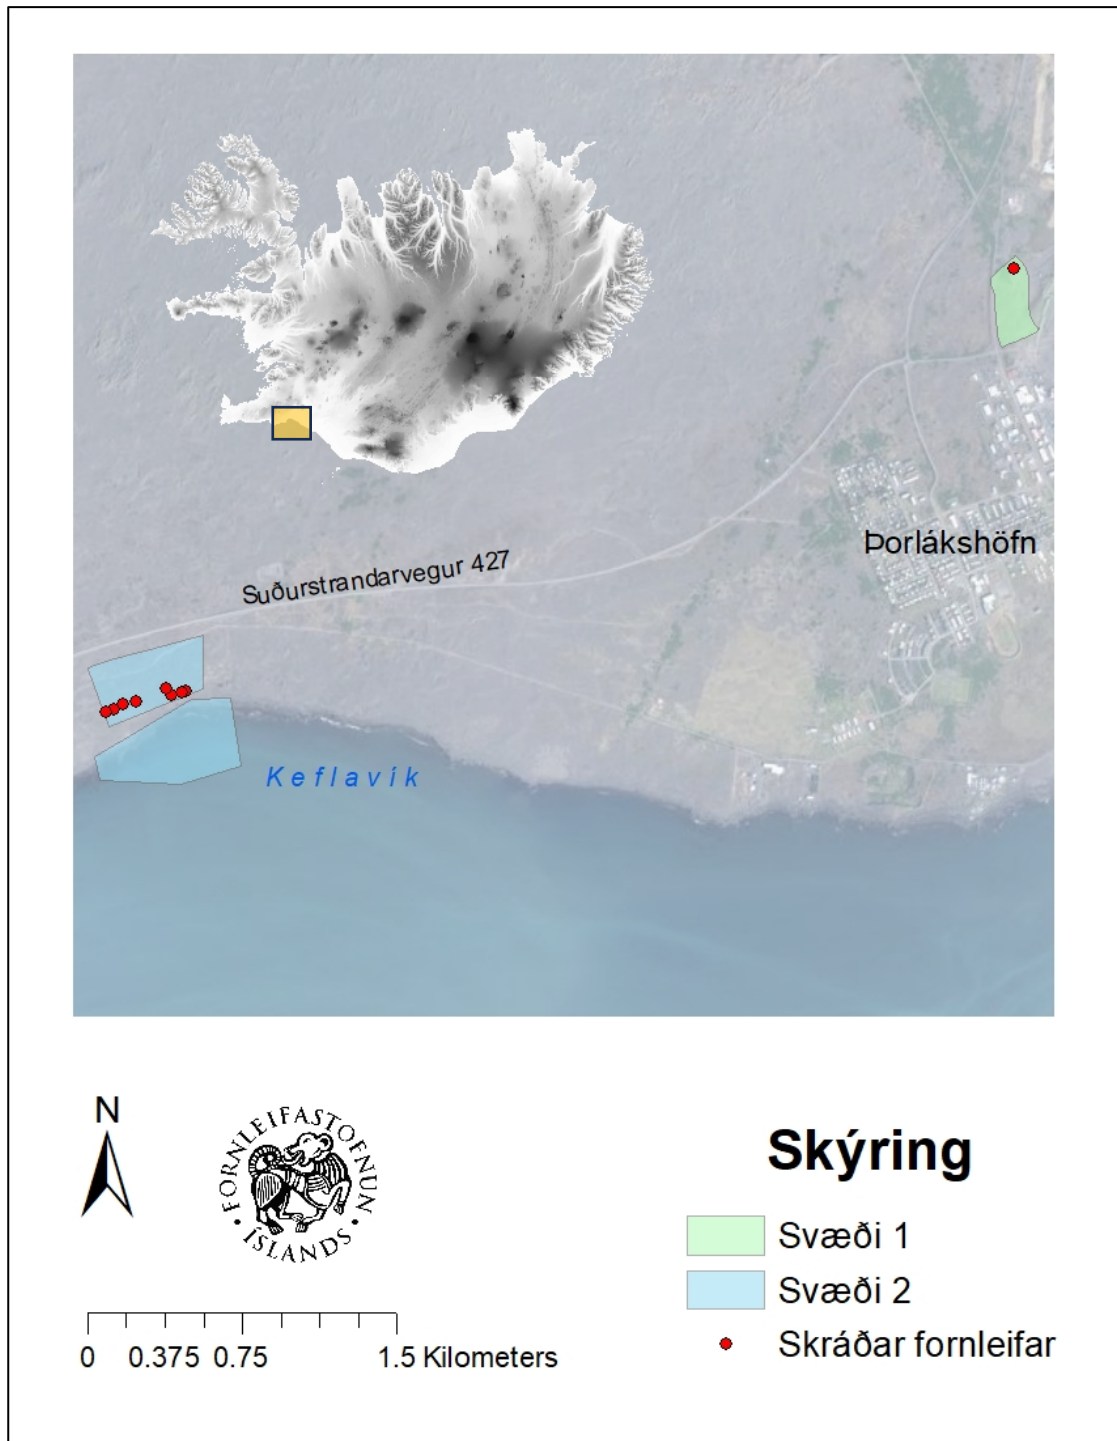 Þorlákshöfn
Suðurstrandarvegur 427
Keflavík
N
FORNLEIFASTOFNUN
• ÍSLANDS •
Skýring
Svæði 1
Svæði 2
Skráðar fornleifar
0 0.375 0.75 1.5 Kilometers